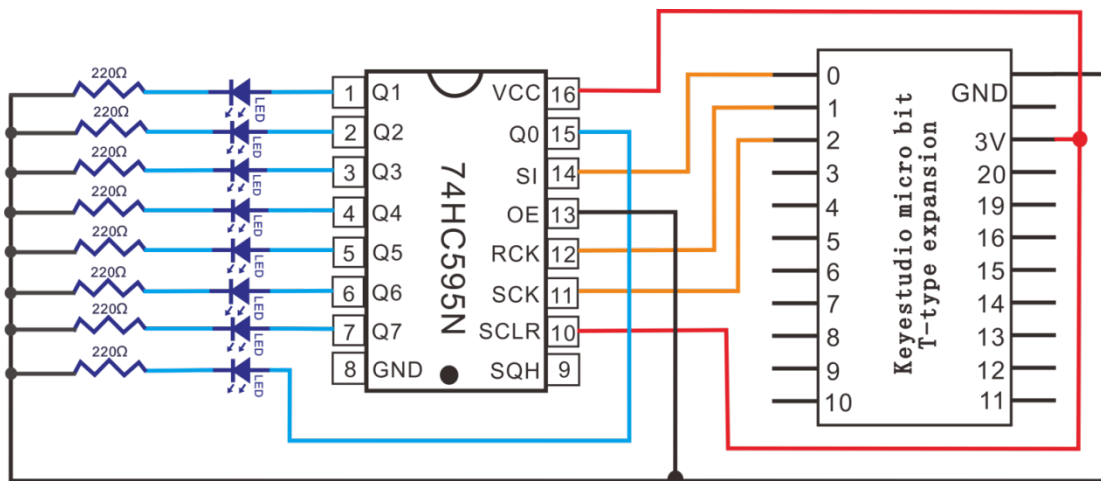 220Ω
LED
220Ω
LED
220Ω
LED
220Ω
LED
220Ω
LED
220Ω
LED
220Ω
LED
220Ω
LED
1 Q1
2 Q2
3 Q3
4 Q4
5 Q5
6 Q6
7 Q7
8 GND
74HC595N
VCC 16
Q0 15
SI 14
OE 13
RCK 12
SCK 11
SCLR 10
SQH 9
0
1
2
3
4
5
6
7
8
9
10
Keyestudio micro bit
T-type expansion
GND
3V
20
19
16
15
14
13
12
11